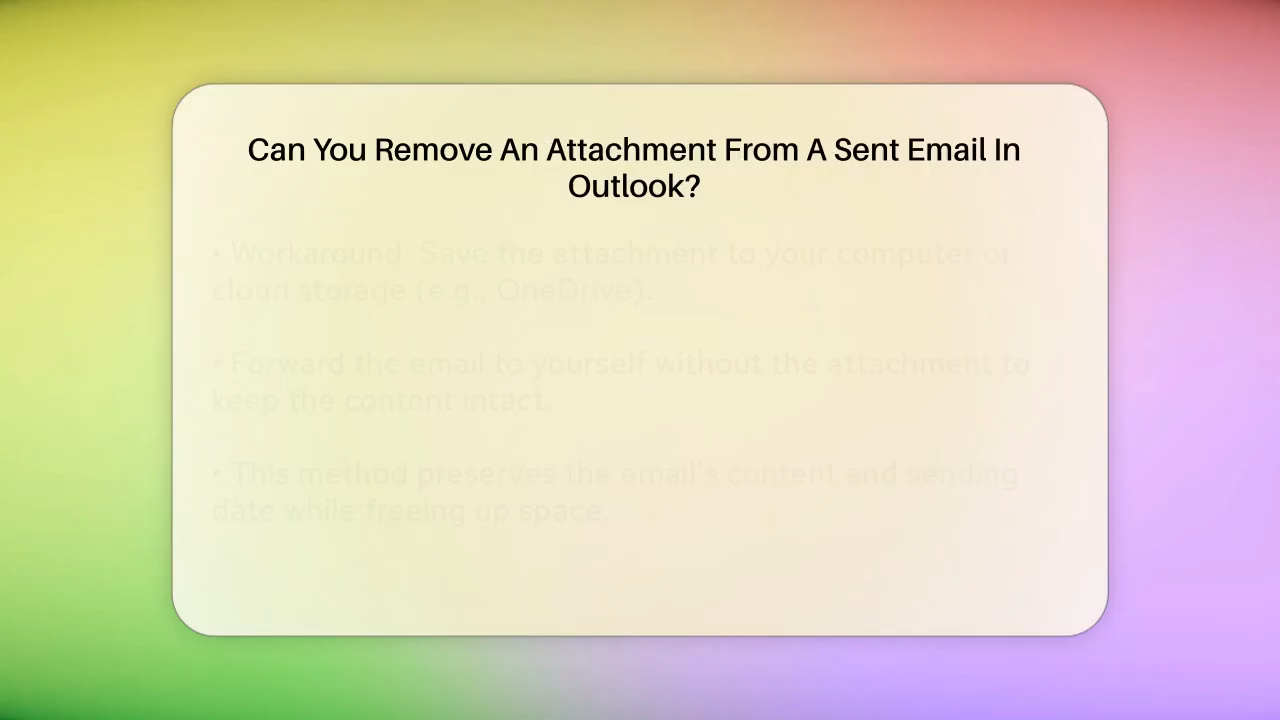 Can You Remove An Attachment From A Sent Email In
Outlook?
• Workaround: Save the attachment to your computer or
cloud storage (e.g., OneDrive).
• Forward the email to yourself without the attachment to
keep the content intact.
• This method preserves the email's content and sending
date while freeing up space.